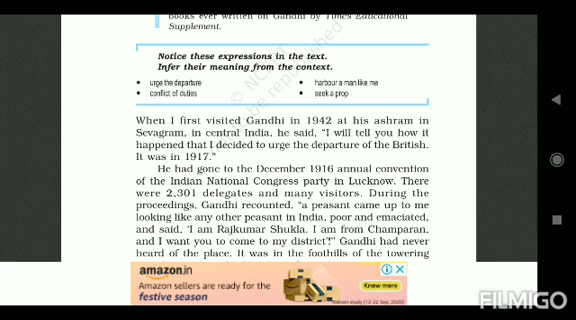 books ever written on Gandhi by Times Educational
Supplement.
Notice these expressions in the text.
Infer their meaning from the context.
• urge the departure
• harbour a man like me
• conflict of duties
• seek a prop
When I first visited Gandhi in 1942 at his ashram in
Sevagram, in central India, he said, “I will tell you how it
happened that I decided to urge the departure of the British.
It was in 1917.”
He had gone to the December 1916 annual convention
of the Indian National Congress party in Lucknow. There
were 2,301 delegates and many visitors. During the
proceedings, Gandhi recounted, “a peasant came up to me
looking like any other peasant in India, poor and emaciated,
and said, ‘I am Rajkumar Shukla. I am from Champaran,
and I want you to come to my district’!” Gandhi had never
heard of the place. It was in the foothills of the towering
amazon.in
Amazon sellers are ready for the
festive season
Know more
(12-22 Sep, 2020)
FILMIGO